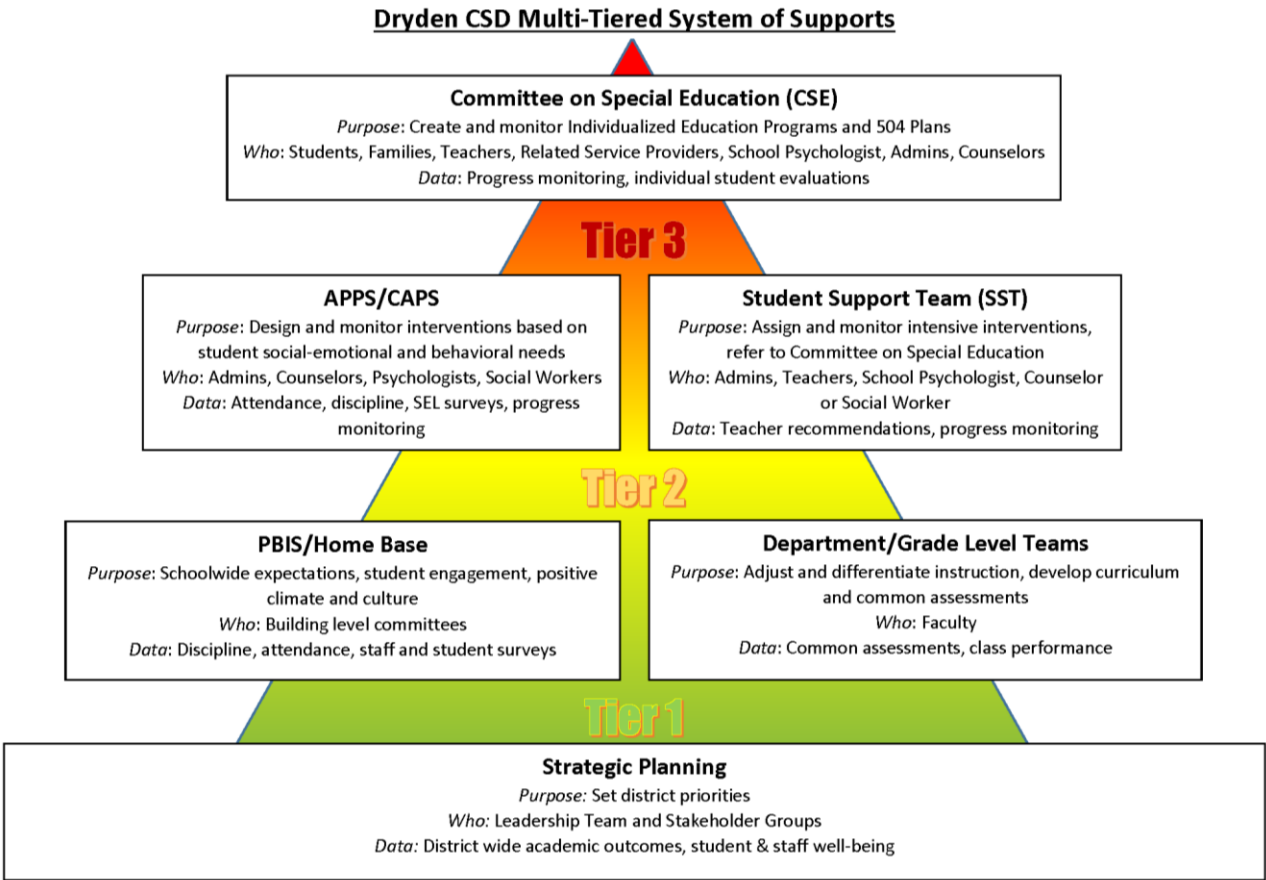 Dryden CSD Multi-Tiered System of Supports
Committee on Special Education (CSE)
Purpose: Create and monitor Individualized Education Programs and 504 Plans
Who: Students, Families, Teachers, Related Service Providers, School Psychologist, Admins, Counselors
Data: Progress monitoring, individual student evaluations
Tier 3
APPS/CAPS
Purpose: Design and monitor interventions based on
student social-emotional and behavioral needs
Who: Admins, Counselors, Psychologists, Social Workers
Data: Attendance, discipline, SEL surveys, progress
monitoring
Student Support Team (SST)
Purpose: Assign and monitor intensive interventions,
refer to Committee on Special Education
Who: Admins, Teachers, School Psychologist, Counselor
or Social Worker
Data: Teacher recommendations, progress monitoring
Tier 2
PBIS/Home Base
Purpose: Schoolwide expectations, student engagement, positive
climate and culture
Who: Building level committees
Data: Discipline, attendance, staff and student surveys
Department/Grade Level Teams
Purpose: Adjust and differentiate instruction, develop curriculum
and common assessments
Who: Faculty
Data: Common assessments, class performance
Tier 1
Strategic Planning
Purpose: Set district priorities
Who: Leadership Team and Stakeholder Groups
Data: District wide academic outcomes, student & staff well-being